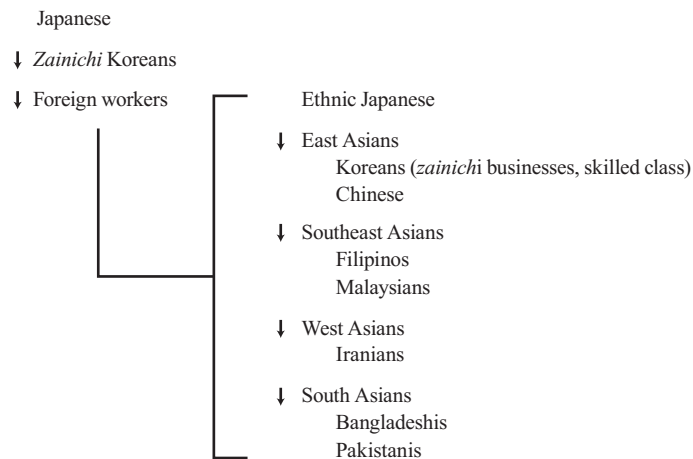 Japanese
↓ Zainichi Koreans
↓ Foreign workers
Ethnic Japanese
↓ East Asians
Koreans (zainichi businesses, skilled class)
Chinese
↓ Southeast Asians
Filipinos
Malaysians
↓ West Asians
Iranians
↓ South Asians
Bangladeshis
Pakistanis